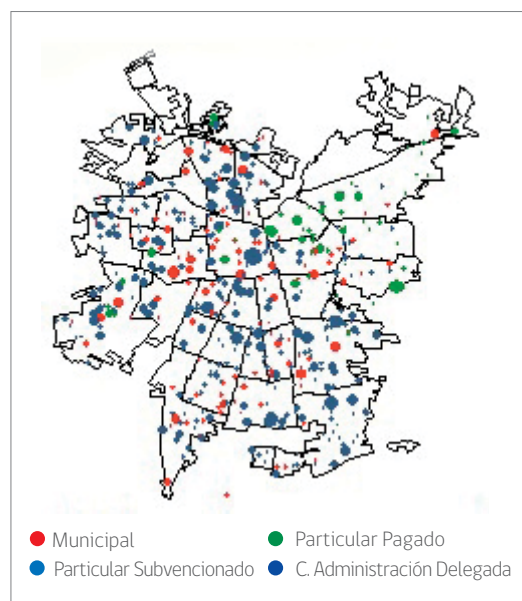 Municipal
Particular Pagado
Particular Subvencionado
C. Administración Delegada